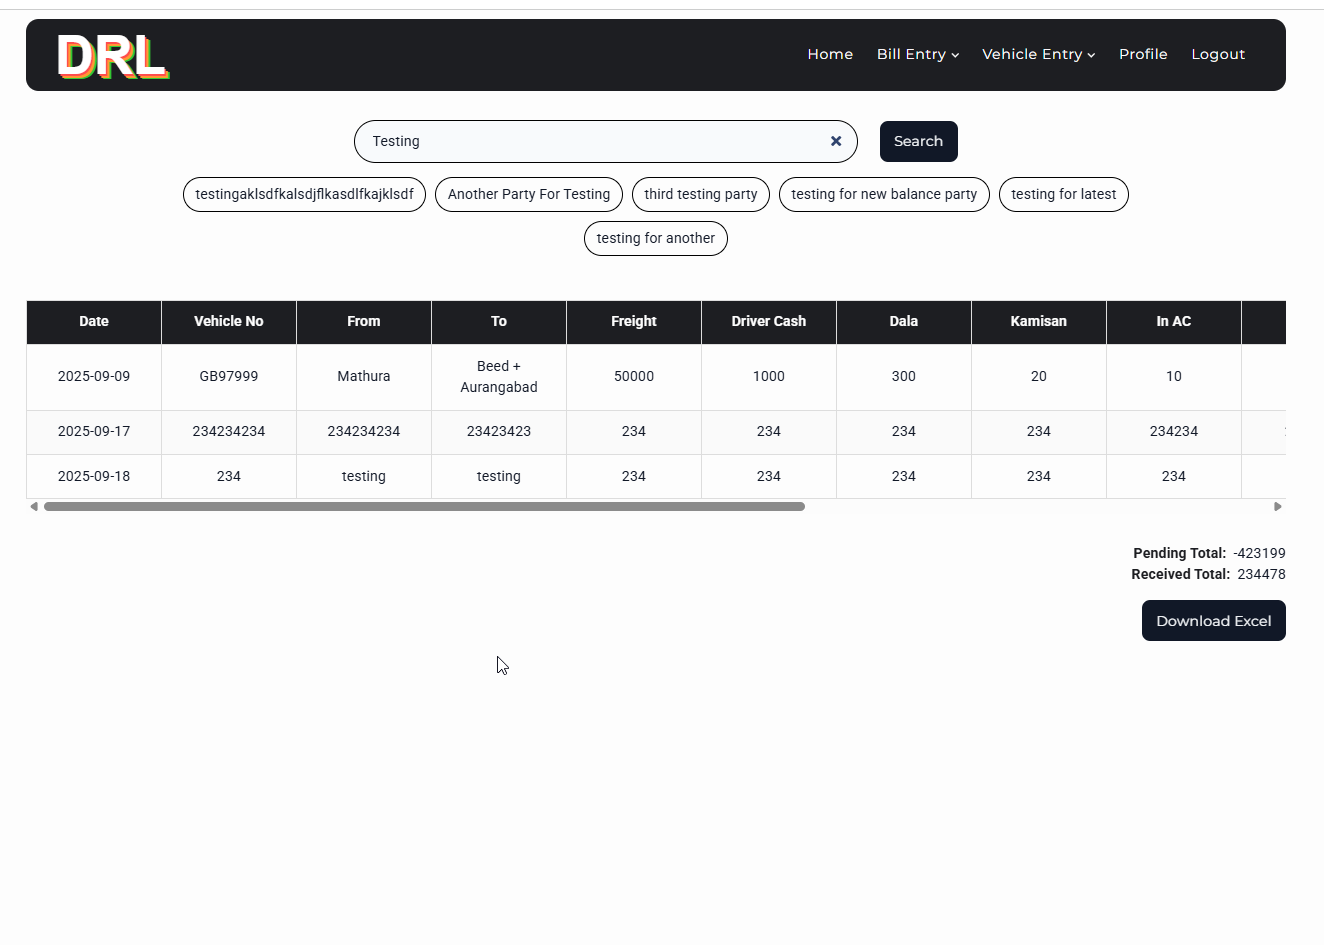 DRL Home Bill Entry Vehicle Entry Profile Logout
Testing Search
testingaklsdfkalsdjflkasdlfkajklsdf Another Party For Testing third testing party testing for new balance party testing for latest
testing for another
Date Vehicle No From To Freight Driver Cash Dala Kamisan In AC
2025-09-09 GB97999 Mathura Beed + Aurangabad 50000 1000 300 20 10
2025-09-17 234234234 234234234 23423423 234 234 234 234 234234
2025-09-18 234 testing testing 234 234 234 234 234
Pending Total: -423199
Received Total: 234478
Download Excel